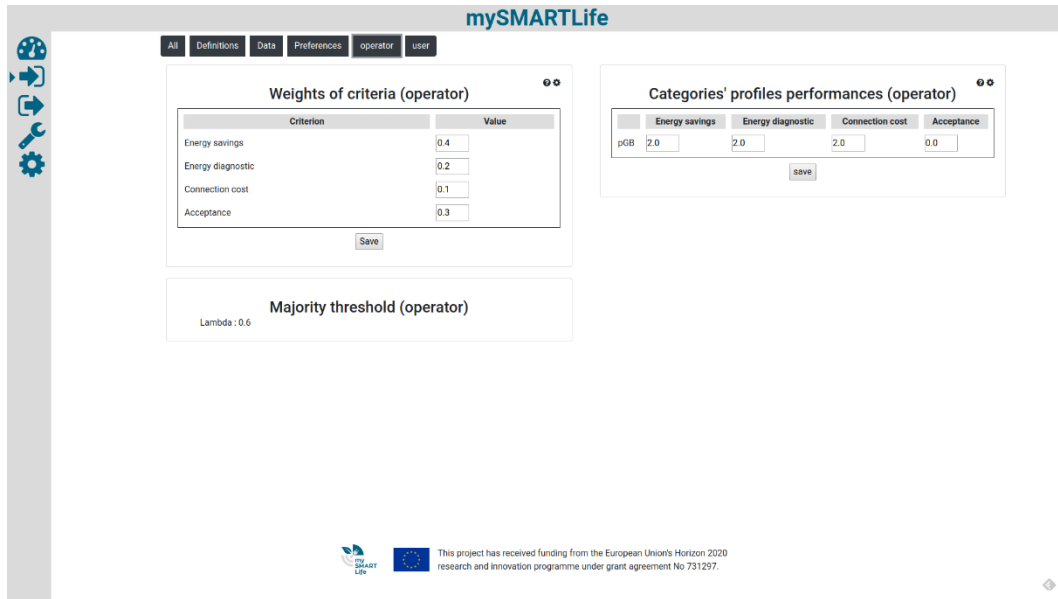 mySMARTLife
All Definitions Data Preferences operator user
Weights of criteria (operator)
Criterion Value
Energy savings 0.4
Energy diagnostic 0.2
Connection cost 0.1
Acceptance 0.3
Save
Majority threshold (operator)
Lambda : 0.6
Categories' profiles performances (operator)
Energy savings Energy diagnostic Connection cost Acceptance
pGB 2.0 2.0 2.0 0.0
save
my
SMART
Life
This project has received funding from the European Union's Horizon 2020
research and innovation programme under grant agreement No 731297.